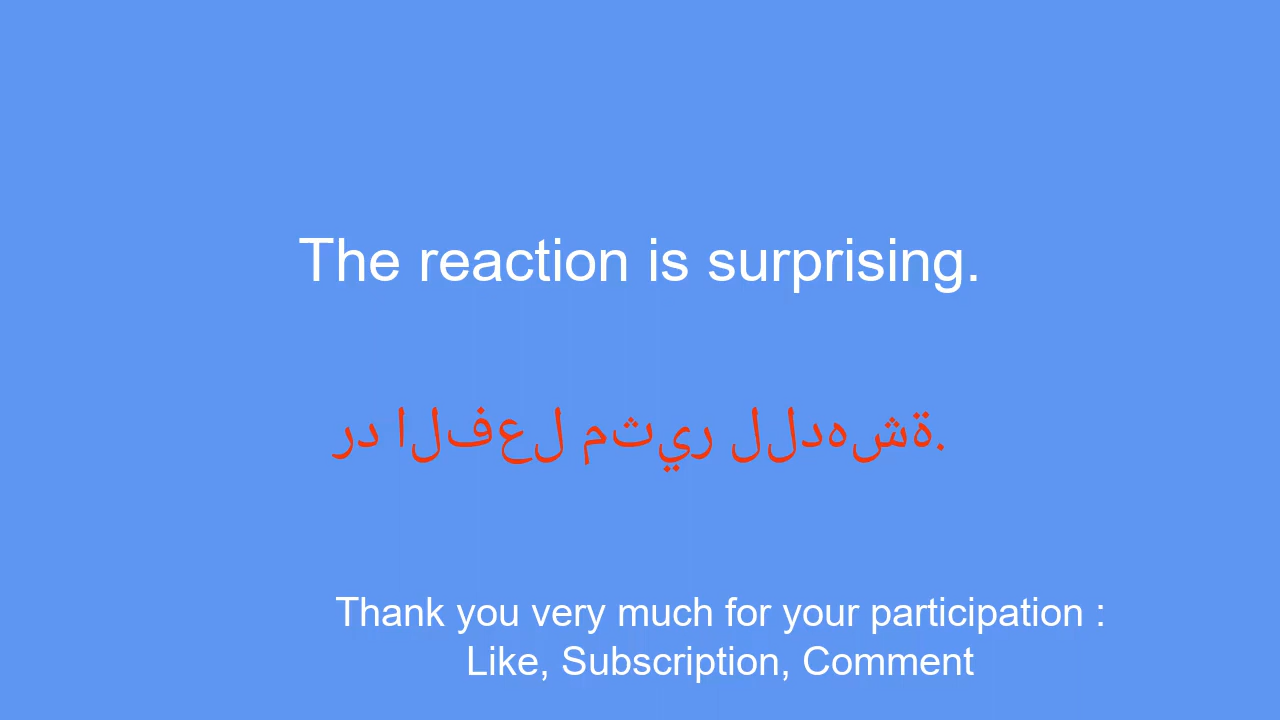 The reaction is surprising.
رد الفعل مثير للدهشة.
Thank you very much for your participation :
Like, Subscription, Comment